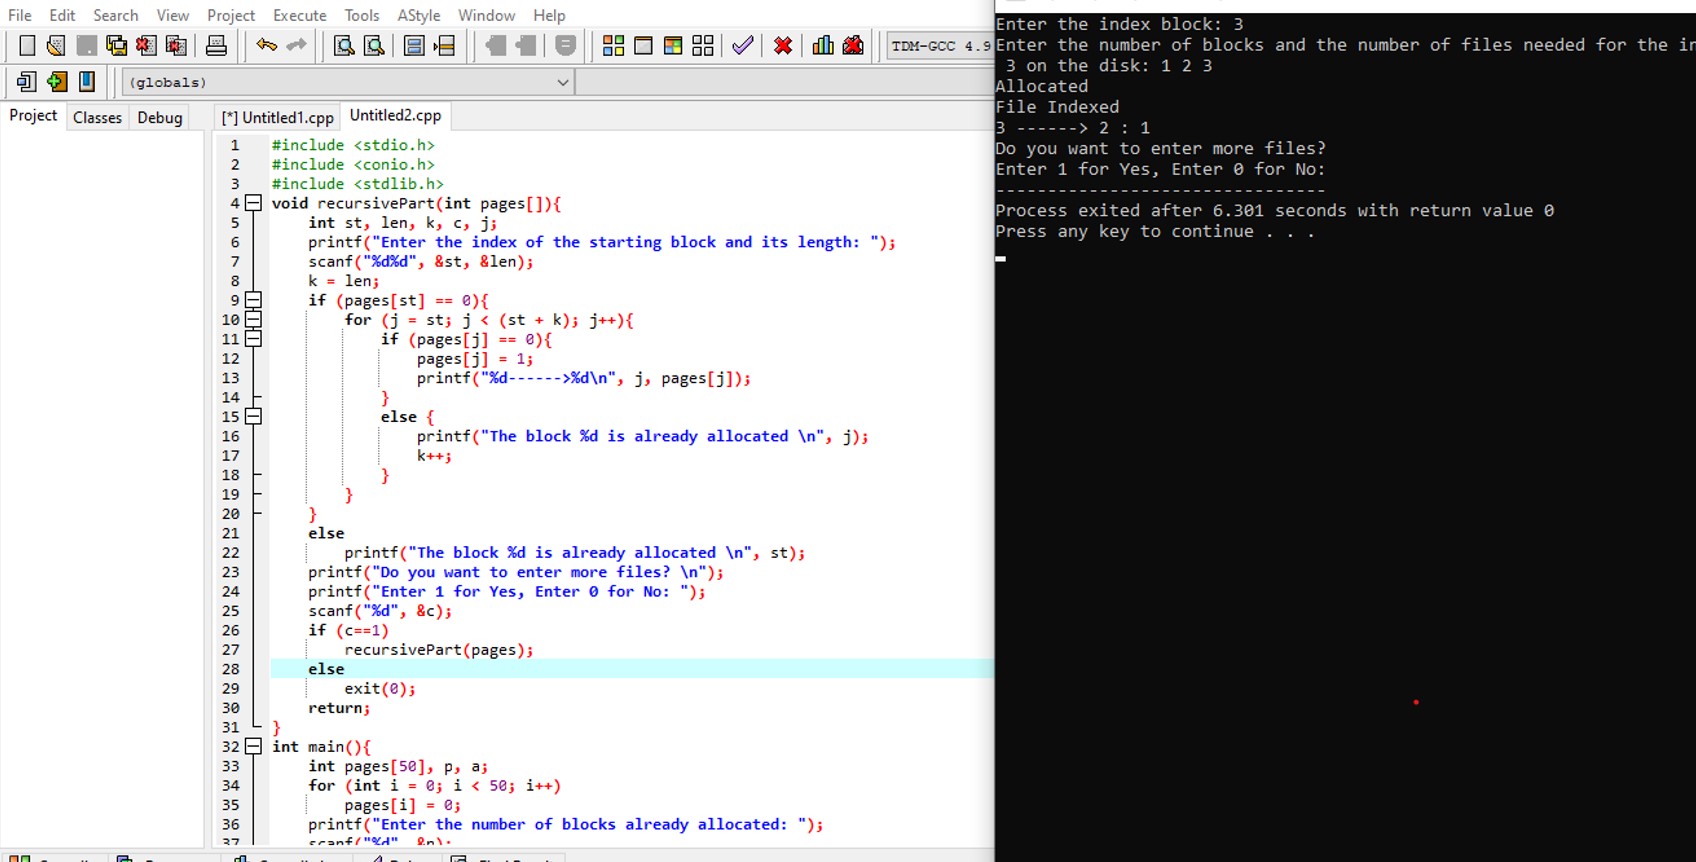 File Edit Search View Project Execute Tools AStyle Window Help
TDM-GCC 4.9
(globals)
Project Classes Debug
[*] Untitled1.cpp Untitled2.cpp
1 #include <stdio.h>
2 #include <conio.h>
3 #include <stdlib.h>
4 void recursivePart(int pages[]){
5 int st, len, k, c, j;
6 printf("Enter the index of the starting block and its length: ");
7 scanf("%d%d", &st, &len);
8 k = len;
9 if (pages[st] == 0){
10 for (j = st; j < (st + k); j++){
11 if (pages[j] == 0){
12 pages[j] = 1;
13 printf("%d------>%d\n", j, pages[j]);
14 }
15 else {
16 printf("The block %d is already allocated \n", j);
17 k++;
18 }
19 }
20 }
21 else
22 printf("The block %d is already allocated \n", st);
23 printf("Do you want to enter more files? \n");
24 printf("Enter 1 for Yes, Enter 0 for No: ");
25 scanf("%d", &c);
26 if (c==1)
27 recursivePart(pages);
28 else
29 exit(0);
30 return;
31 }
32 int main(){
33 int pages[50], p, a;
34 for (int i = 0; i < 50; i++)
35 pages[i] = 0;
36 printf("Enter the number of blocks already allocated: ");
37 scanf("%d", &p);
Enter the index block: 3
Enter the number of blocks and the number of files needed for the in
3 on the disk: 1 2 3
Allocated
File Indexed
3 ------> 2 : 1
Do you want to enter more files?
Enter 1 for Yes, Enter 0 for No:
--------------------------------
Process exited after 6.301 seconds with return value 0
Press any key to continue . . .